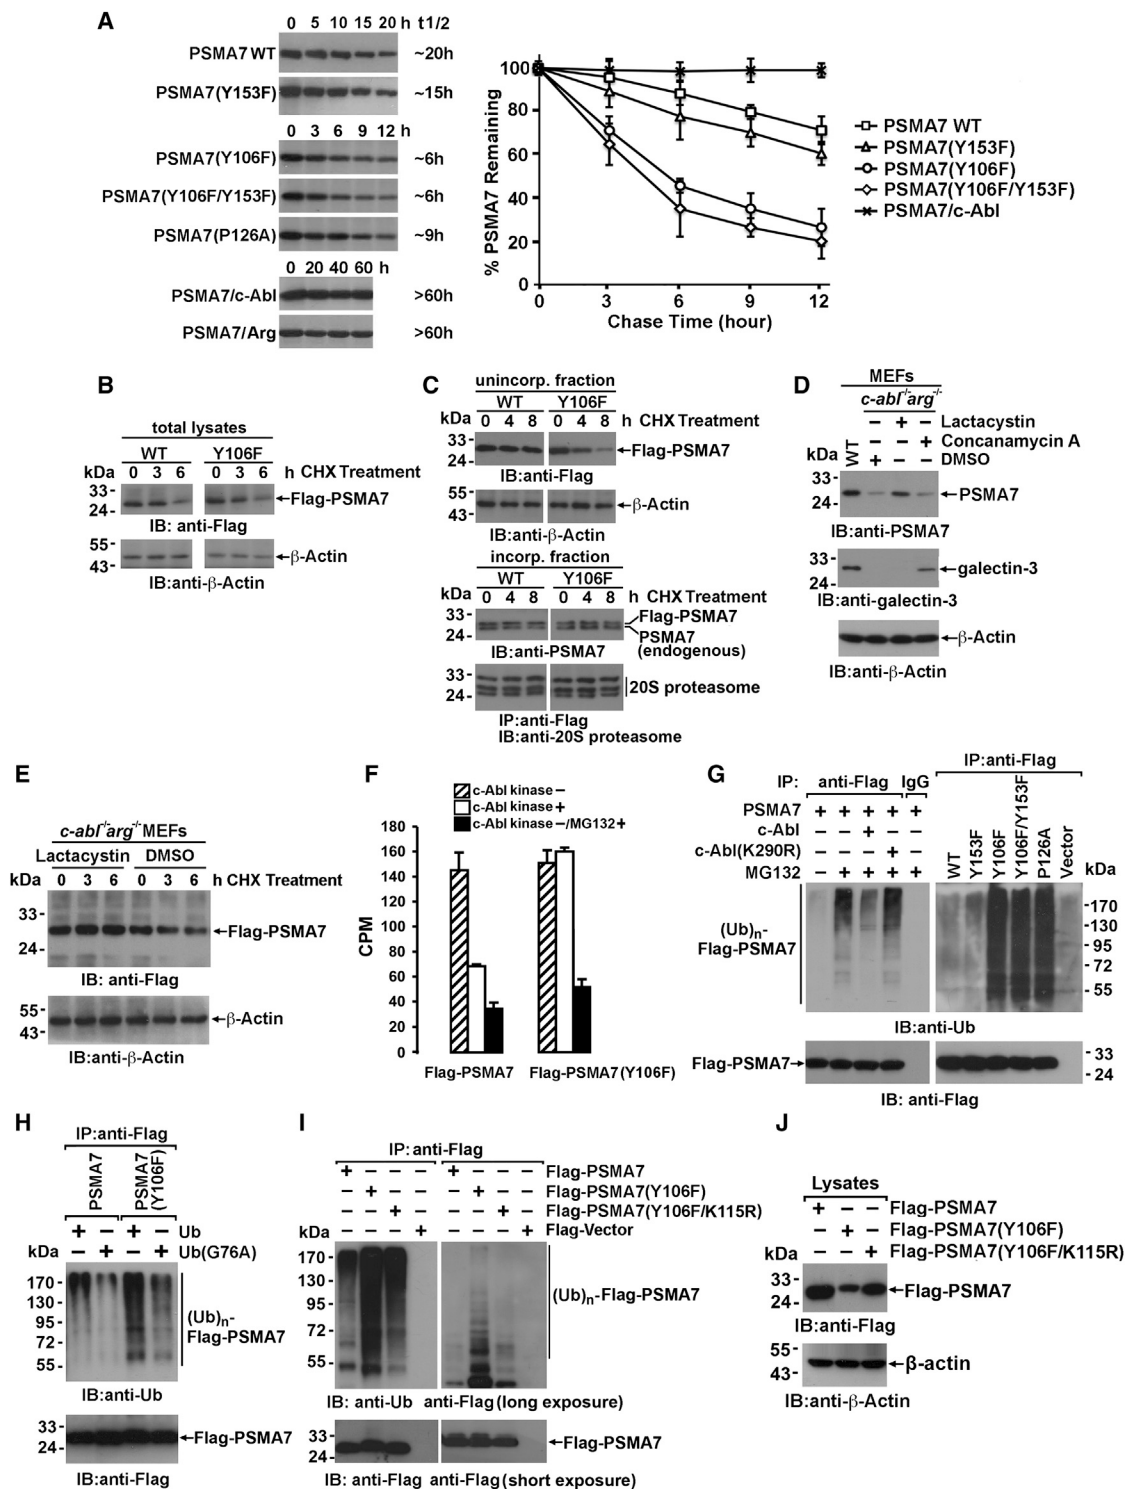 A
0 5 10 15 20 h t1/2
PSMA7 WT ~20h
PSMA7(Y153F) ~15h
0 3 6 9 12 h
PSMA7(Y106F) ~6h
PSMA7(Y106F/Y153F) ~6h
PSMA7(P126A) ~9h
0 20 40 60 h
PSMA7/c-Abl >60h
PSMA7/Arg >60h
% PSMA7 Remaining
100
80
60
40
20
0
0 3 6 9 12
Chase Time (hour)
PSMA7 WT
PSMA7(Y153F)
PSMA7(Y106F)
PSMA7(Y106F/Y153F)
PSMA7/c-Abl
B
total lysates
WT Y106F
kDa 0 3 6 0 3 6 h CHX Treatment
33-
24-
Flag-PSMA7
IB: anti-Flag
55-
43-
β-Actin
IB:anti-β-Actin
C
unincorp. fraction
WT Y106F
kDa 0 4 8 0 4 8 h CHX Treatment
33-
24-
Flag-PSMA7
IB:anti-Flag
55-
43-
β-Actin
IB:anti-β-Actin
incorp. fraction
WT Y106F
kDa 0 4 8 0 4 8 h CHX Treatment
33-
24-
Flag-PSMA7
PSMA7
(endogenous)
IB:anti-PSMA7
33-
24-
20S proteasome
IP:anti-Flag
IB:anti-20S proteasome
D
MEFs
c-abl-/-arg-/-
WT
− + − Lactacystin
− − + Concanamycin A
+ − − DMSO
kDa
33-
24-
PSMA7
IB:anti-PSMA7
33-
24-
galectin-3
IB:anti-galectin-3
β-Actin
IB:anti-β-Actin
E
c-abl-/-arg-/-MEFs
Lactacystin DMSO
kDa 0 3 6 0 3 6 h CHX Treatment
33-
24-
Flag-PSMA7
IB: anti-Flag
55-
43-
β-Actin
IB:anti-β-Actin
F
c-Abl kinase −
c-Abl kinase +
c-Abl kinase −/MG132 +
CPM
180
160
140
120
100
80
60
40
20
0
Flag-PSMA7 Flag-PSMA7(Y106F)
G
IP: anti-Flag IgG
PSMA7 + + + + +
c-Abl − − + − −
c-Abl(K290R) − − − + −
MG132 − + + + +
IP:anti-Flag
WT Y153F Y106F Y106F/Y153F P126A Vector
kDa
(Ub)n-
Flag-PSMA7
-170
-130
-95
-72
-55
IB:anti-Ub
Flag-PSMA7
-33
-24
IB: anti-Flag
H
IP:anti-Flag
PSMA7 PSMA7 (Y106F)
+ − + − Ub
− + − + Ub(G76A)
kDa
170-
130-
95-
72-
55-
(Ub)n-
Flag-PSMA7
IB:anti-Ub
33-
24-
Flag-PSMA7
IB:anti-Flag
I
IP: anti-Flag
+ − − − + − − − Flag-PSMA7
− + − − − + − − Flag-PSMA7(Y106F)
− − + − − − + − Flag-PSMA7(Y106F/K115R)
− − − + − − − + Flag-Vector
kDa
170-
130-
95-
72-
55-
(Ub)n-Flag-PSMA7
IB: anti-Ub anti-Flag (long exposure)
33-
24-
Flag-PSMA7
IB: anti-Flag anti-Flag (short exposure)
J
Lysates
+ − − Flag-PSMA7
− + − Flag-PSMA7(Y106F)
− − + Flag-PSMA7(Y106F/K115R)
kDa
33-
24-
Flag-PSMA7
IB:anti-Flag
55-
43-
β-actin
IB:anti-β-Actin